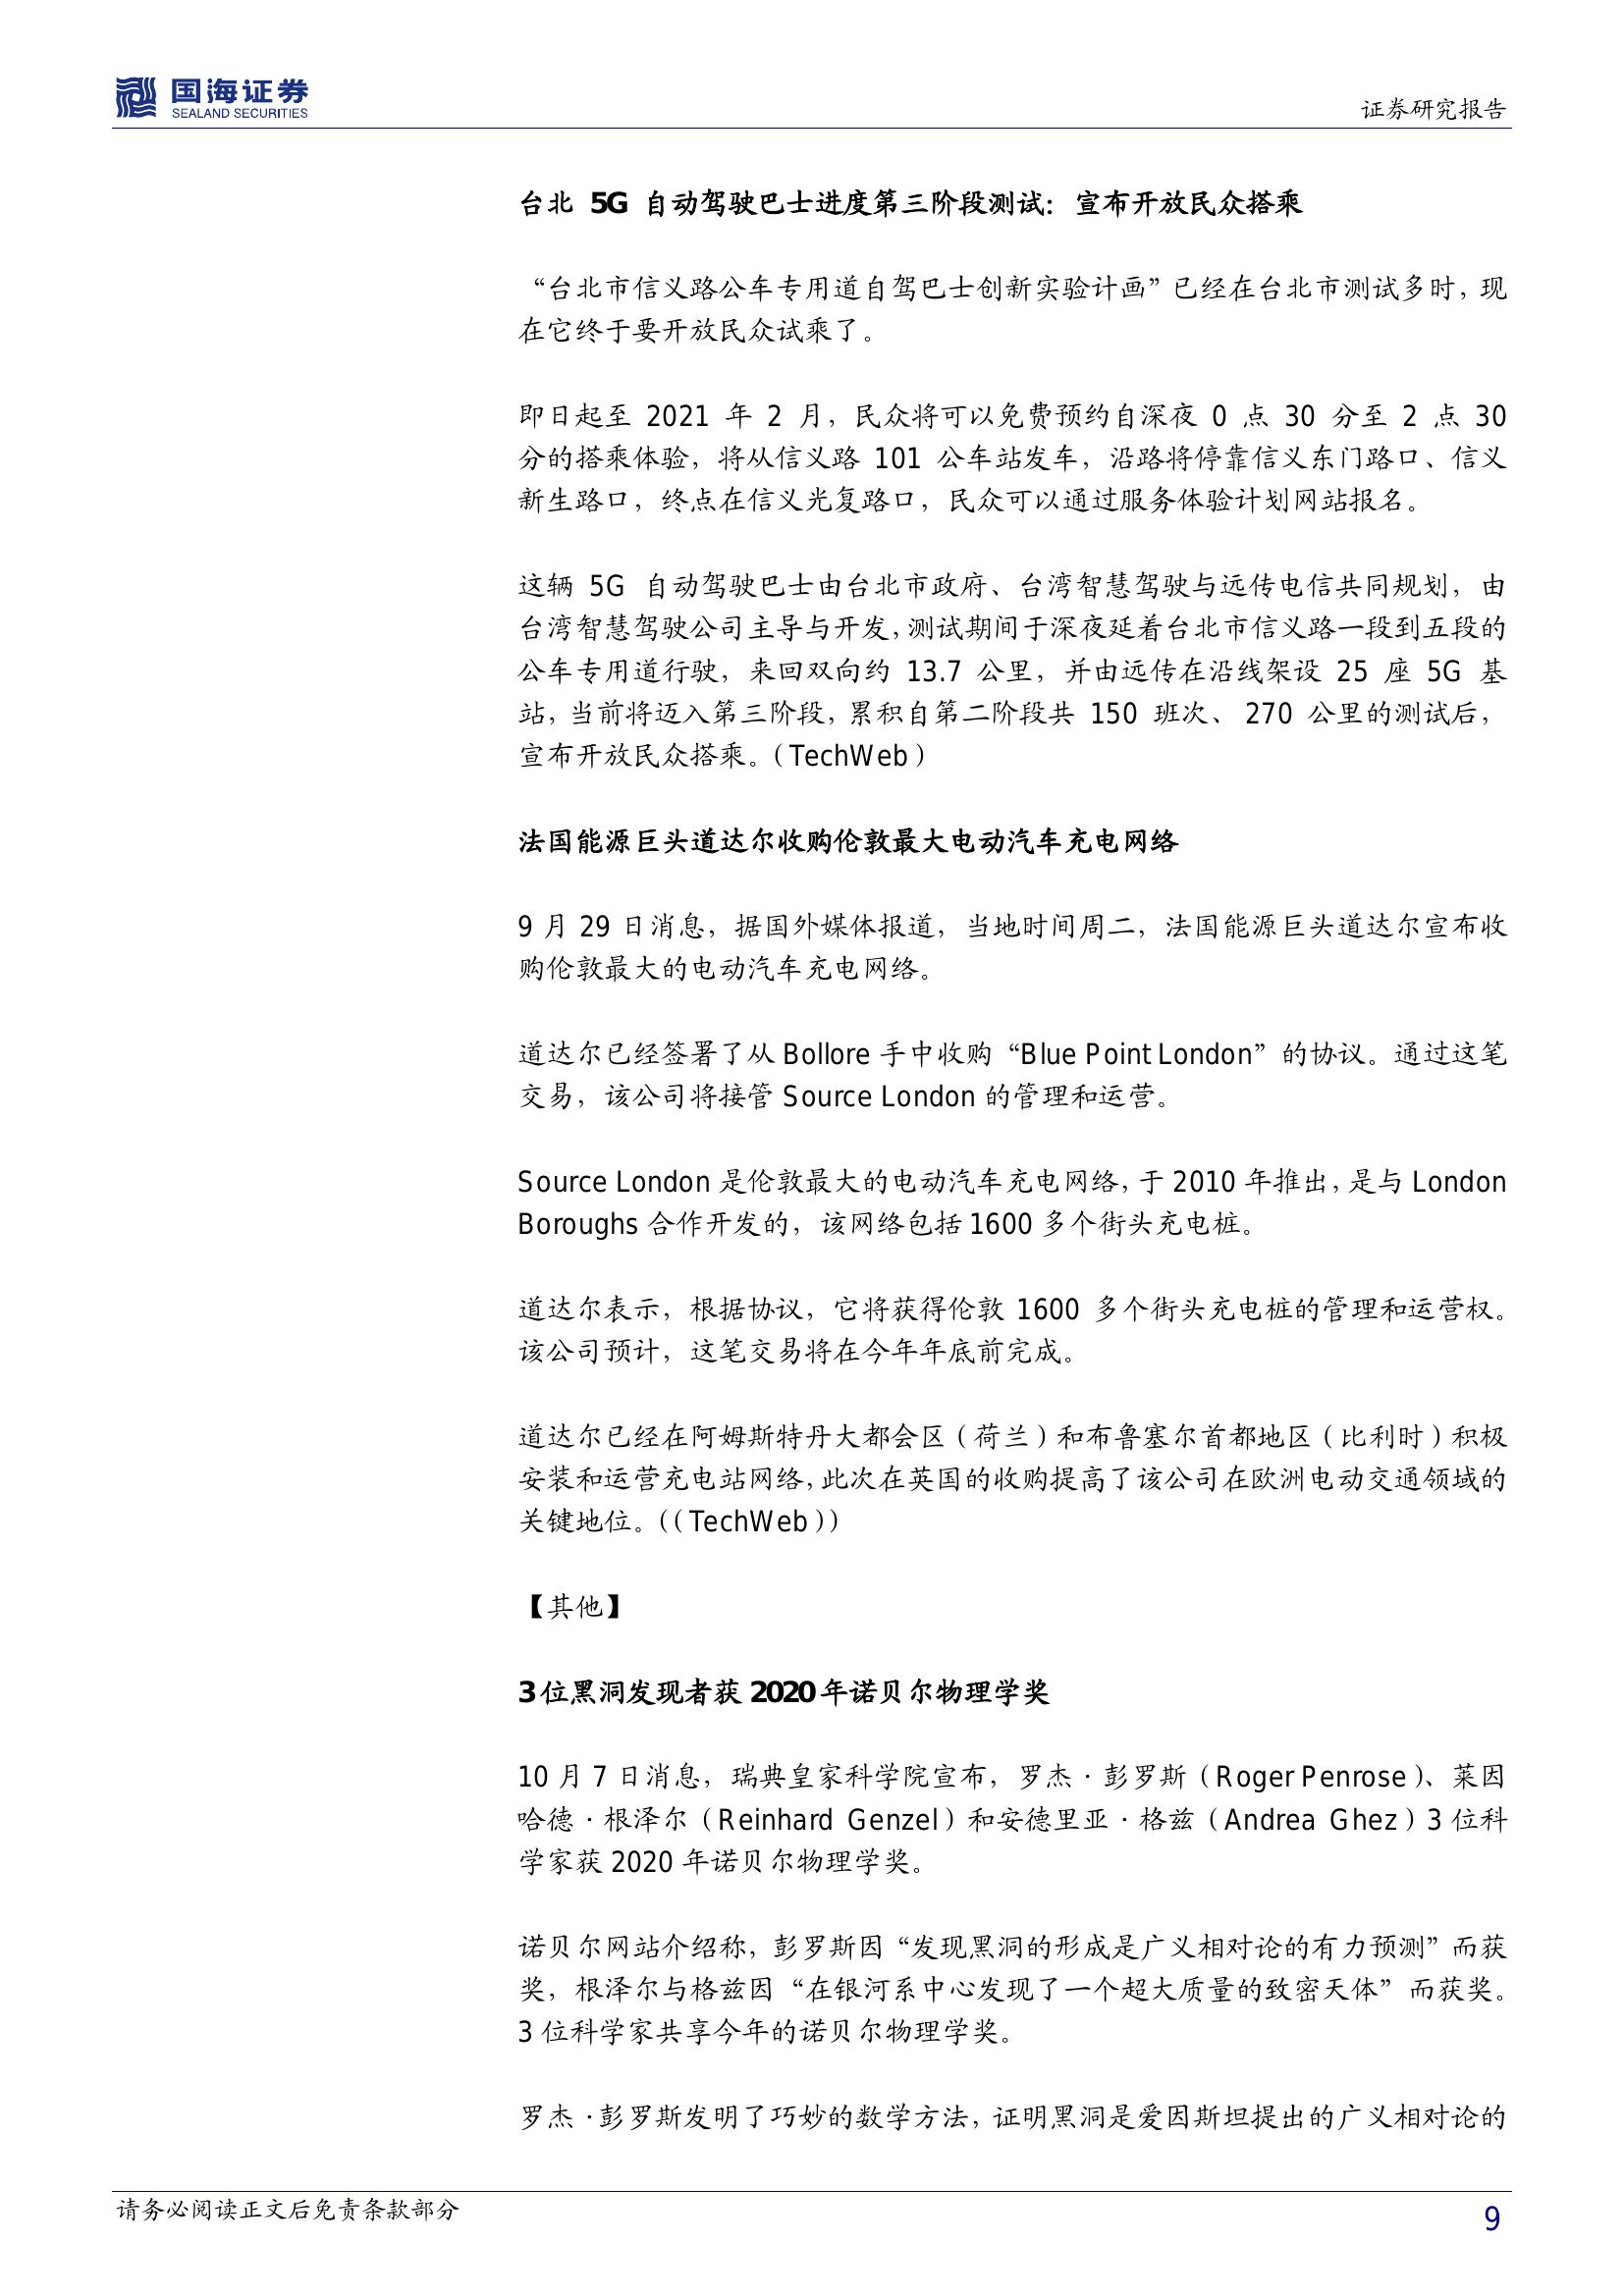 国海证券
SEALAND SECURITIES
证券研究报告
台北 5G 自动驾驶巴士进度第三阶段测试：宣布开放民众搭乘
“台北市信义路公车专用道自驾巴士创新实验计画”已经在台北市测试多时，现
在它终于要开放民众试乘了。
即日起至 2021 年 2 月，民众将可以免费预约自深夜 0 点 30 分至 2 点 30
分的搭乘体验，将从信义路 101 公车站发车，沿路将停靠信义东门路口、信义
新生路口，终点在信义光复路口，民众可以通过服务体验计划网站报名。
这辆 5G 自动驾驶巴士由台北市政府、台湾智慧驾驶与远传电信共同规划，由
台湾智慧驾驶公司主导与开发，测试期间于深夜延着台北市信义路一段到五段的
公车专用道行驶，来回双向约 13.7 公里，并由远传在沿线架设 25 座 5G 基
站，当前将迈入第三阶段，累积自第二阶段共 150 班次、 270 公里的测试后，
宣布开放民众搭乘。（TechWeb）
法国能源巨头道达尔收购伦敦最大电动汽车充电网络
9 月 29 日消息，据国外媒体报道，当地时间周二，法国能源巨头道达尔宣布收
购伦敦最大的电动汽车充电网络。
道达尔已经签署了从 Bollore 手中收购“Blue Point London”的协议。通过这笔
交易，该公司将接管 Source London 的管理和运营。
Source London 是伦敦最大的电动汽车充电网络，于 2010 年推出，是与 London
Boroughs 合作开发的，该网络包括 1600 多个街头充电桩。
道达尔表示，根据协议，它将获得伦敦 1600 多个街头充电桩的管理和运营权。
该公司预计，这笔交易将在今年年底前完成。
道达尔已经在阿姆斯特丹大都会区（荷兰）和布鲁塞尔首都地区（比利时）积极
安装和运营充电站网络，此次在英国的收购提高了该公司在欧洲电动交通领域的
关键地位。（（TechWeb））
【其他】
3 位黑洞发现者获 2020 年诺贝尔物理学奖
10 月 7 日消息，瑞典皇家科学院宣布，罗杰·彭罗斯（Roger Penrose）、莱因
哈德·根泽尔（Reinhard Genzel）和安德里亚·格兹（Andrea Ghez）3 位科
学家获 2020 年诺贝尔物理学奖。
诺贝尔网站介绍称，彭罗斯因“发现黑洞的形成是广义相对论的有力预测”而获
奖，根泽尔与格兹因“在银河系中心发现了一个超大质量的致密天体”而获奖。
3 位科学家共享今年的诺贝尔物理学奖。
罗杰·彭罗斯发明了巧妙的数学方法，证明黑洞是爱因斯坦提出的广义相对论的
请务必阅读正文后免责条款部分
9